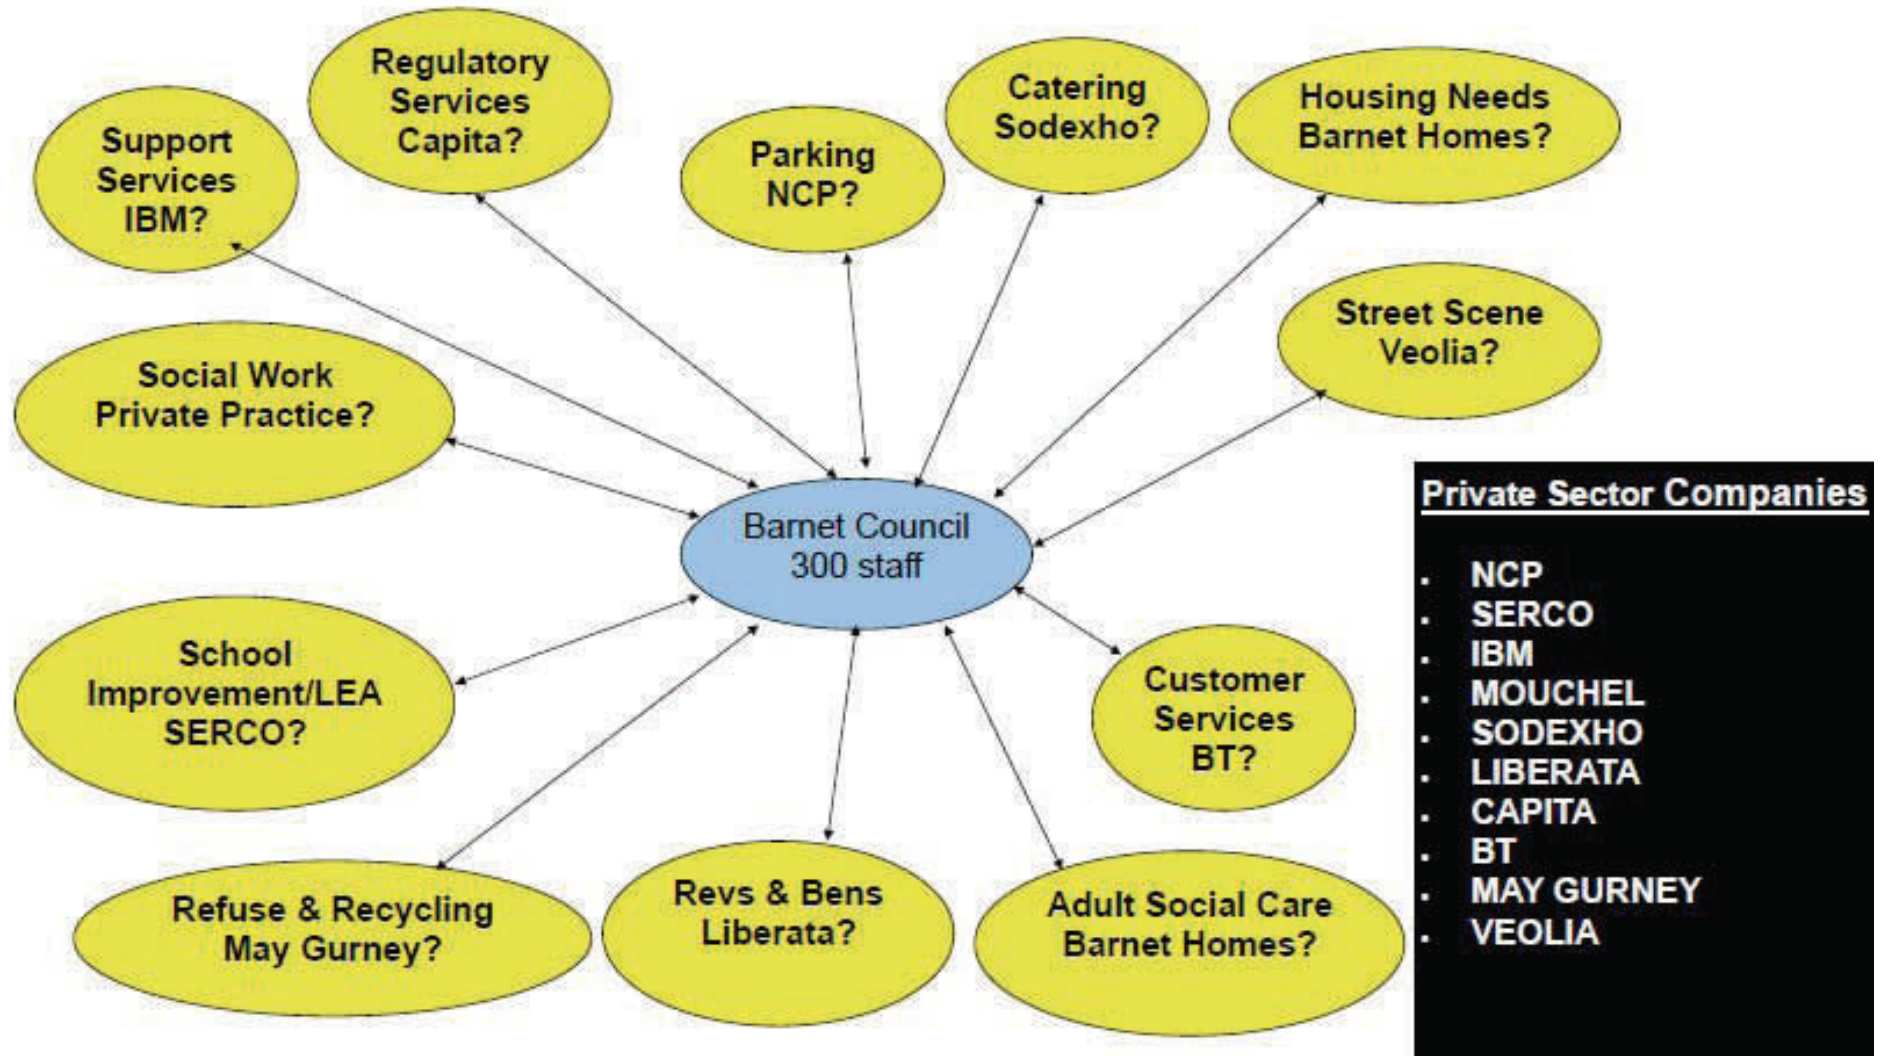 Support
Services
IBM?
Regulatory
Services
Capita?
Parking
NCP?
Catering
Sodexho?
Housing Needs
Barnet Homes?
Street Scene
Veolia?
Social Work
Private Practice?
Barnet Council
300 staff
School
Improvement/LEA
SERCO?
Customer
Services
BT?
Refuse & Recycling
May Gurney?
Revs & Bens
Liberata?
Adult Social Care
Barnet Homes?
Private Sector Companies
• NCP
• SERCO
• IBM
• MOUCHEL
• SODEXHO
• LIBERATA
• CAPITA
• BT
• MAY GURNEY
• VEOLIA